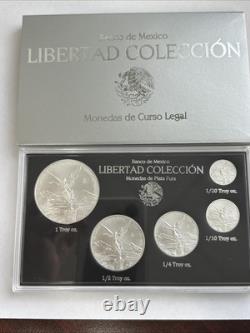 Banco de Mexico
LIBERTAD COLECCIÓN
Monedas de Curso Legal
Banco de Mexico
LIBERTAD COLECCIÓN
Monedas de Plata Pura
1/20 Troy oz.
1/10 Troy oz.
1 Troy oz.
1/4 Troy oz.
1/2 Troy oz.